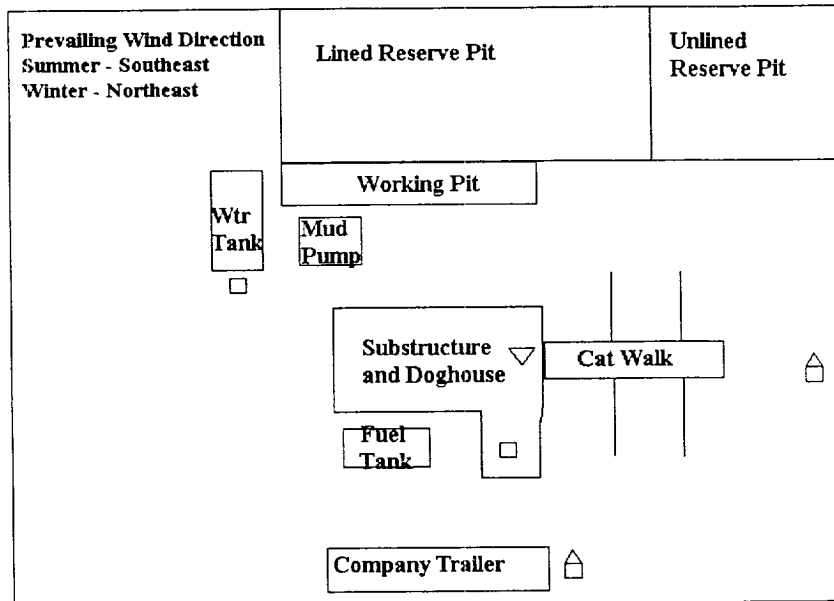 Prevailing Wind Direction
Summer - Southeast
Winter - Northeast
Lined Reserve Pit
Unlined
Reserve Pit
Working Pit
Wtr
Tank
Mud
Pump
Substructure
and Doghouse
Cat Walk
Fuel
Tank
Company Trailer